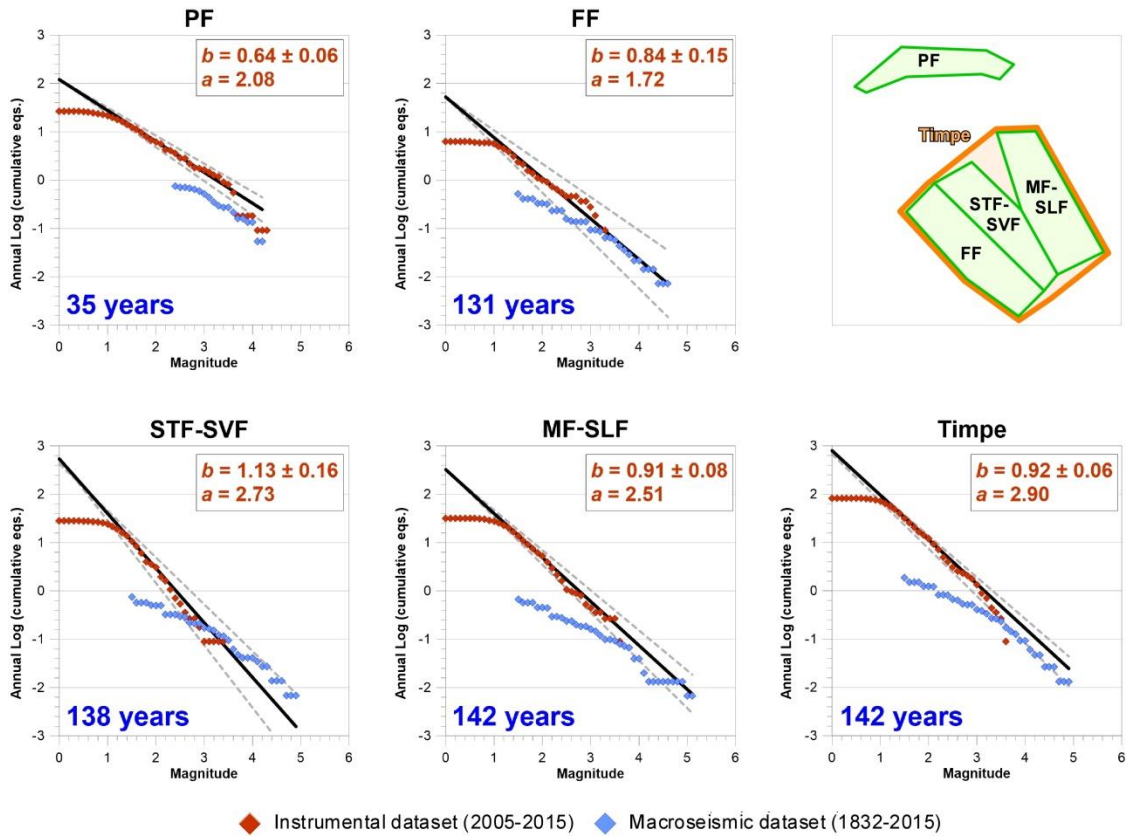 PF
b = 0.64 ± 0.06
a = 2.08
35 years
Annual Log (cumulative eqs.)
3
2
1
0
-1
-2
-3
0 1 2 3 4 5 6
Magnitude
FF
b = 0.84 ± 0.15
a = 1.72
131 years
Annual Log (cumulative eqs.)
3
2
1
0
-1
-2
-3
0 1 2 3 4 5 6
Magnitude
PF
Timpe
MF-
SLF
STF-
SVF
FF
STF-SVF
b = 1.13 ± 0.16
a = 2.73
138 years
Annual Log (cumulative eqs.)
3
2
1
0
-1
-2
-3
0 1 2 3 4 5 6
Magnitude
MF-SLF
b = 0.91 ± 0.08
a = 2.51
142 years
Annual Log (cumulative eqs.)
3
2
1
0
-1
-2
-3
0 1 2 3 4 5 6
Magnitude
Timpe
b = 0.92 ± 0.06
a = 2.90
142 years
Annual Log (cumulative eqs.)
3
2
1
0
-1
-2
-3
0 1 2 3 4 5 6
Magnitude
Instrumental dataset (2005-2015) Macroseismic dataset (1832-2015)